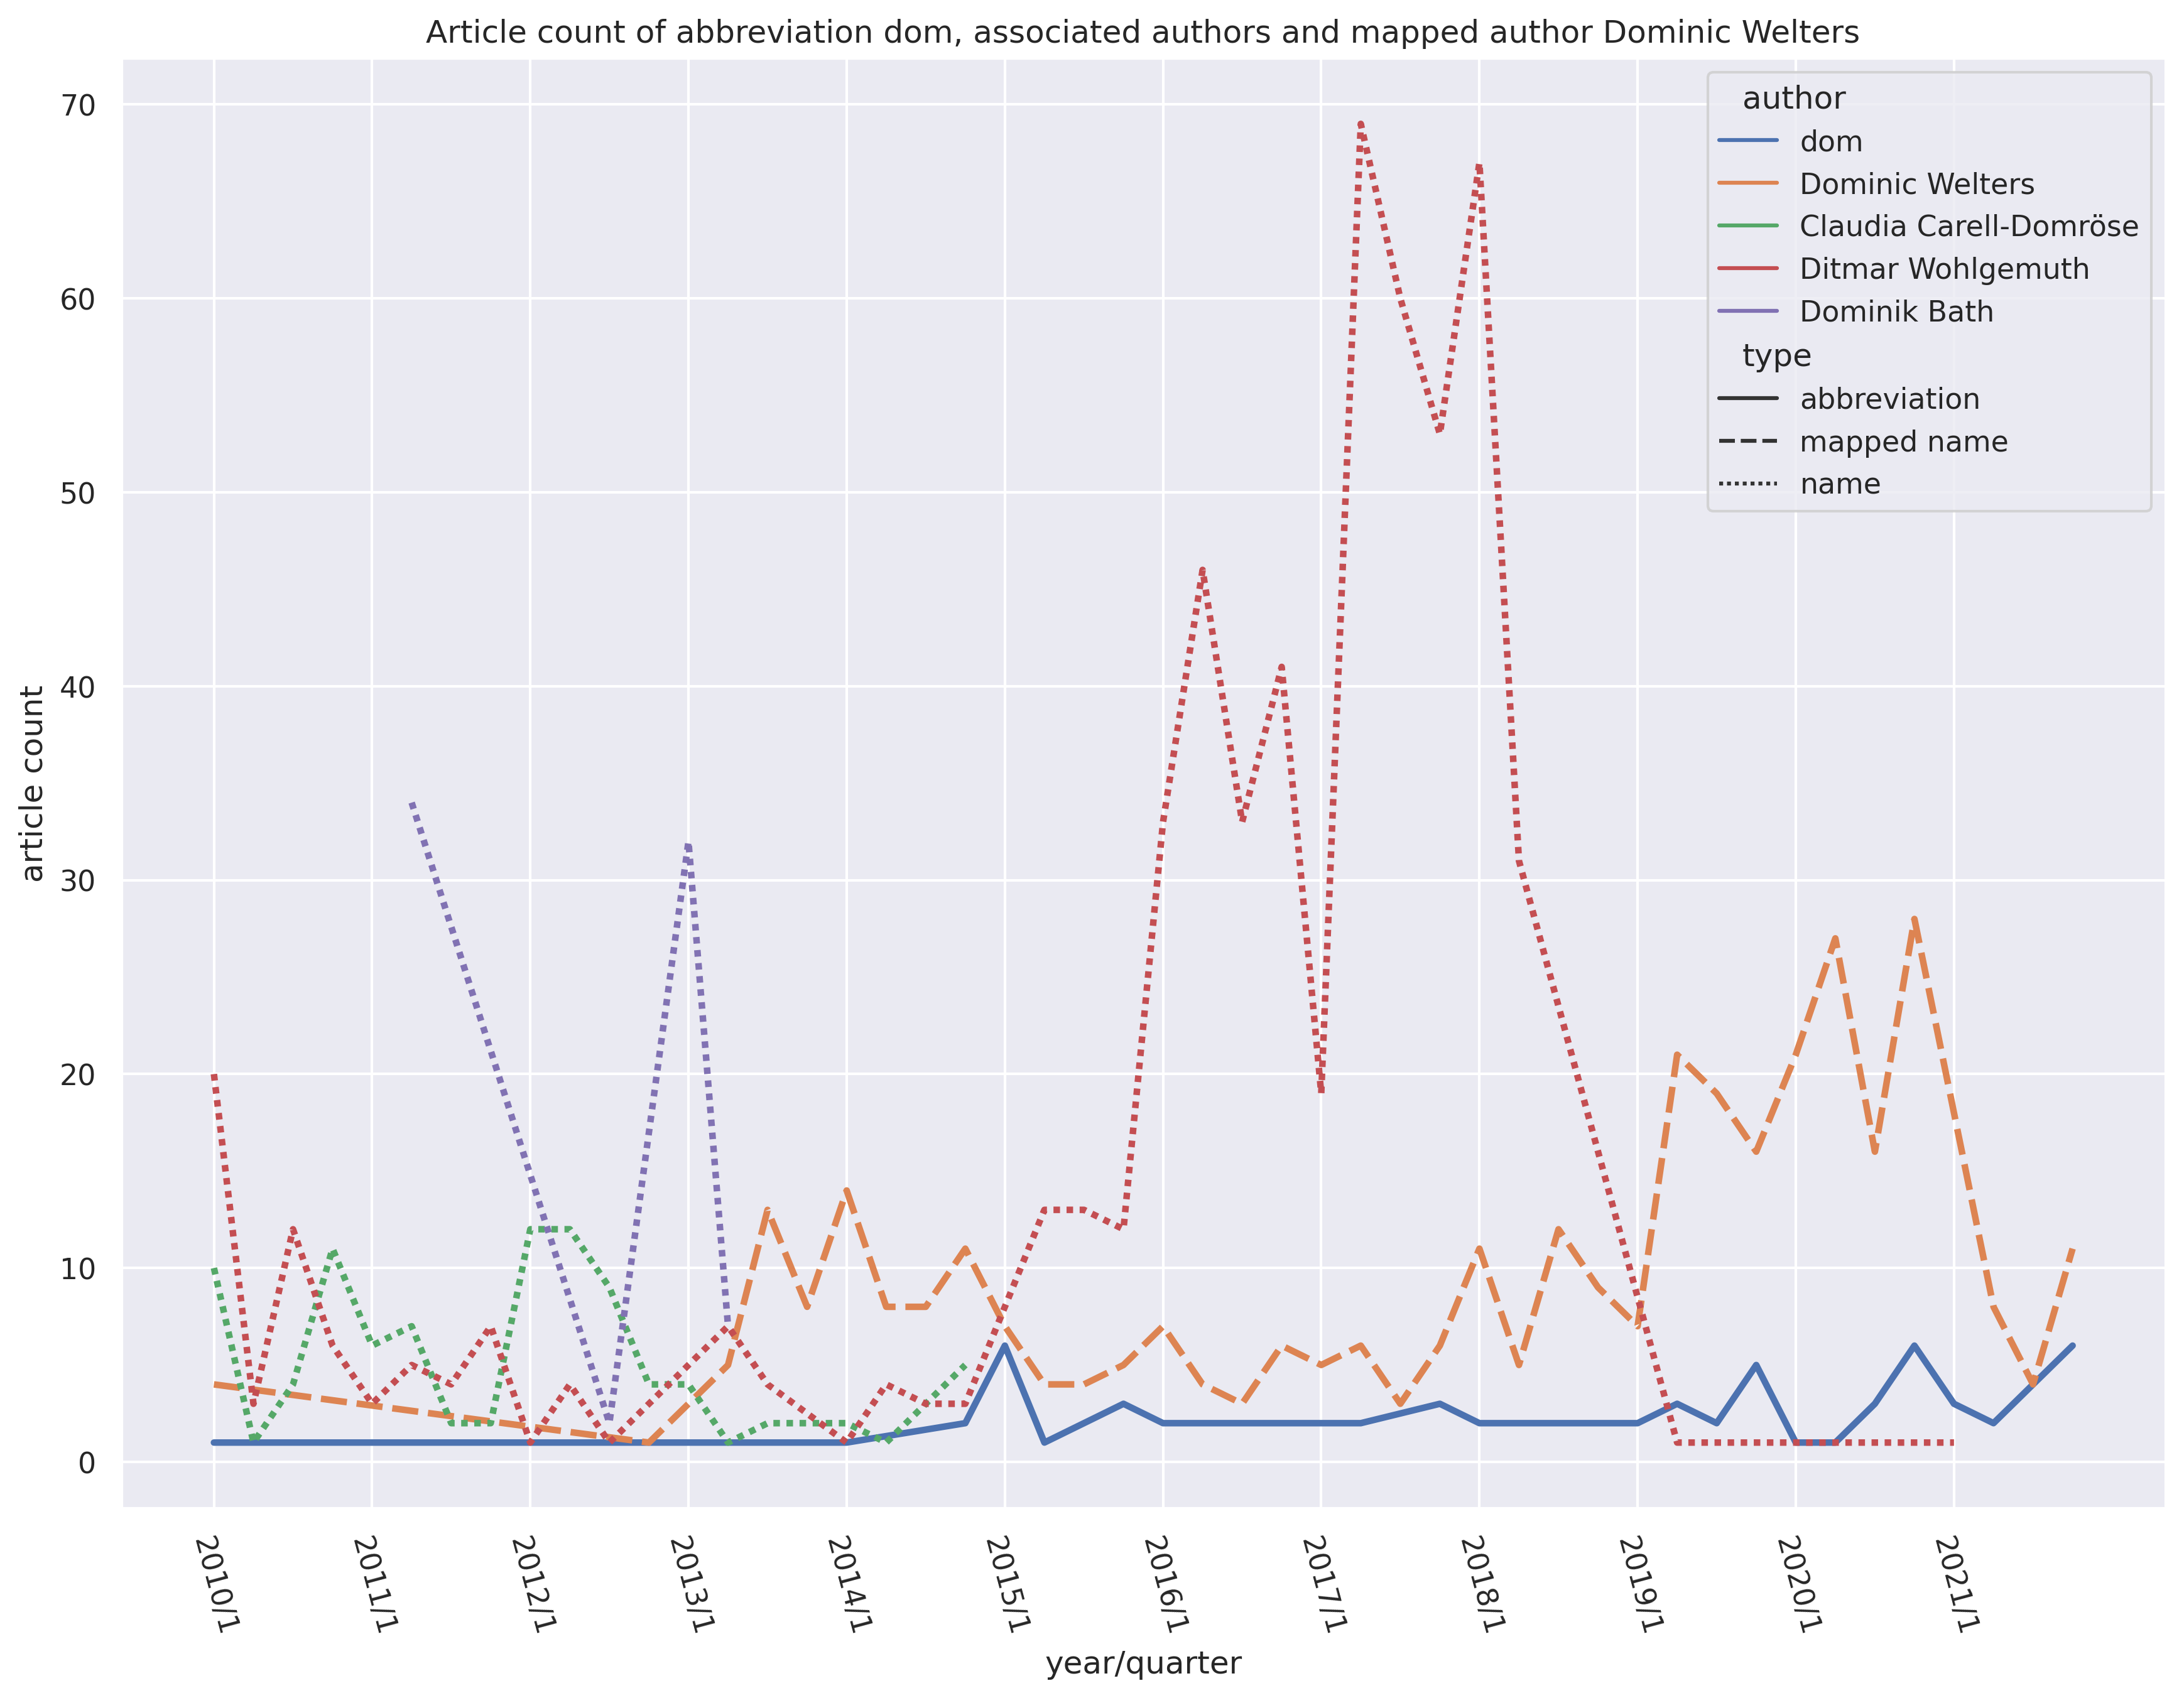 Article count of abbreviation dom, associated authors and mapped author Dominic Welters
author
dom
Dominic Welters
Claudia Carell-Domröse
Ditmar Wohlgemuth
Dominik Bath
type
abbreviation
mapped name
name
article count
70
60
50
40
30
20
10
0
2010/1
2011/1
2012/1
2013/1
2014/1
2015/1
2016/1
2017/1
2018/1
2019/1
2020/1
2021/1
year/quarter